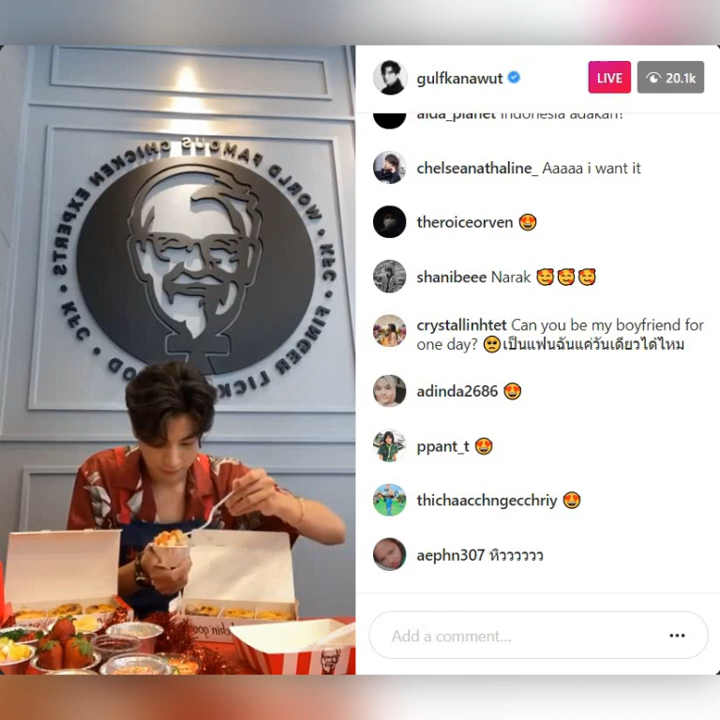 gulfkanawut
LIVE
20.1k
aida_planet Indonesia adakah?
chelseanathaline_ Aaaaa i want it
theroiceorven 😍
shanibeee Narak 🥰🥰🥰
crystallinhtet Can you be my boyfriend for
one day? 🥺เป็นแฟนฉันแค่วันเดียวได้ไหม
adinda2686 😍
ppant_t 😍
thichaacchngecchriy 😍
aephn307 หิวววววว
Add a comment...
WORLD FAMOUS CHICKEN EXPERTS
• KFC •
FINGER LICKIN'
KFC